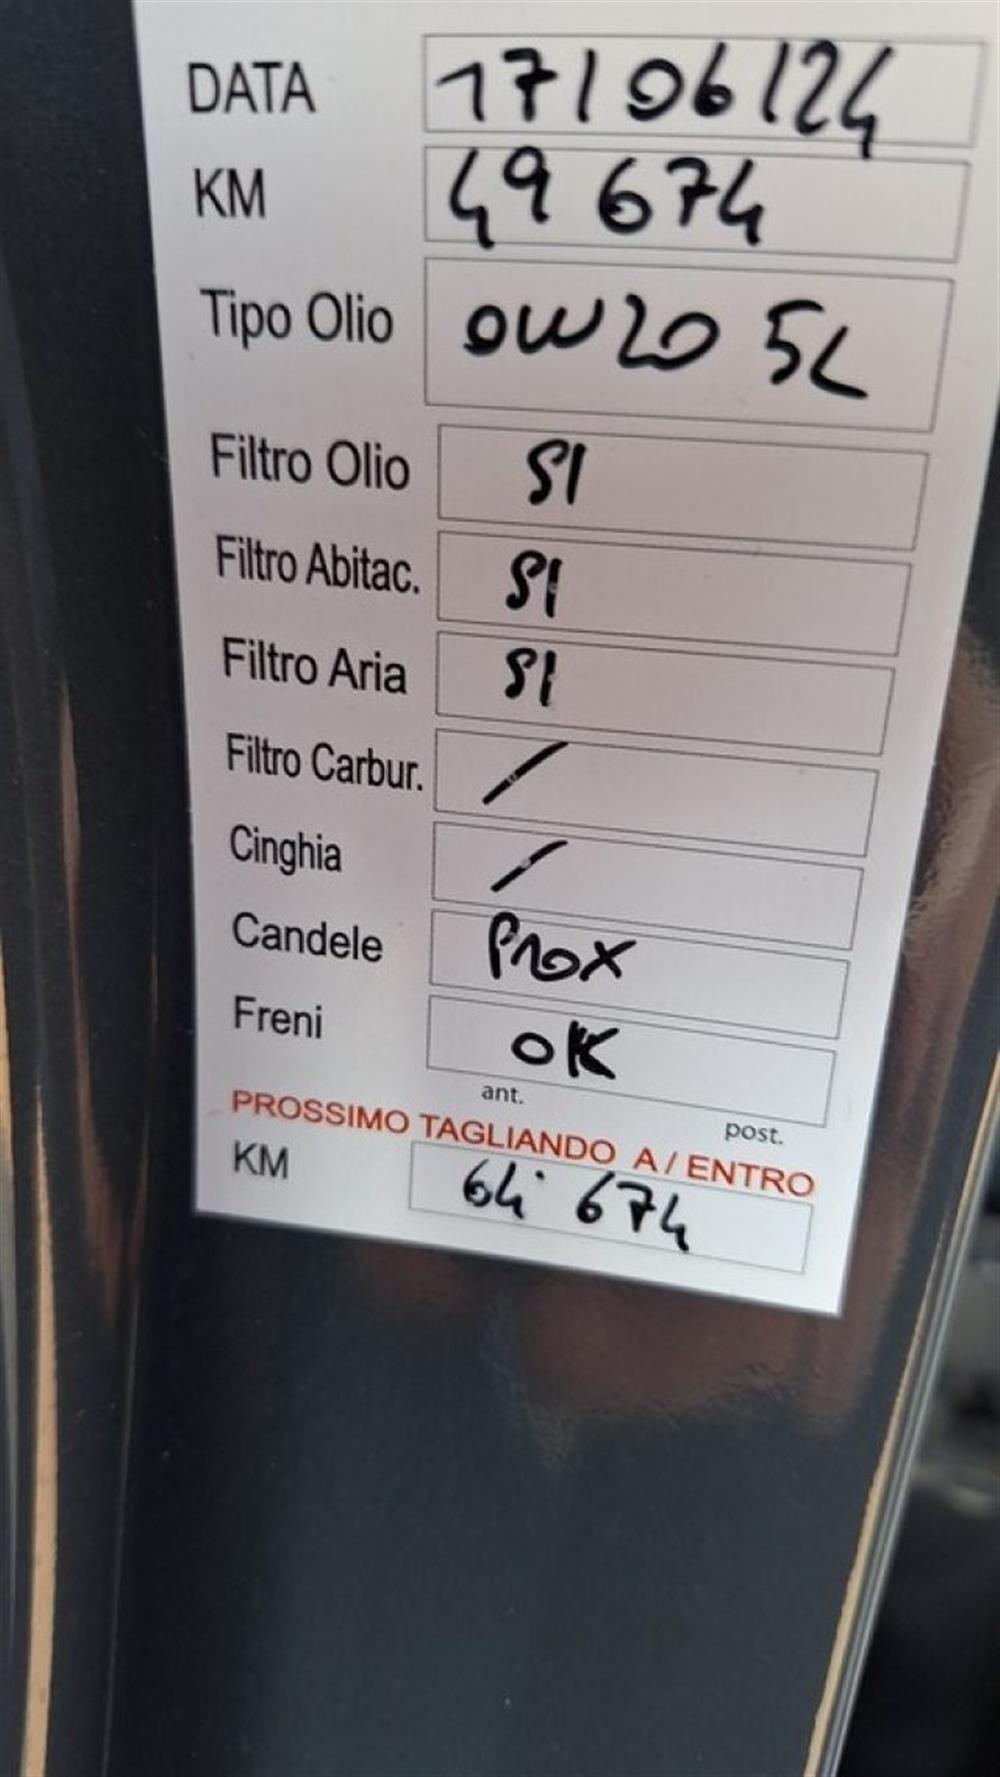 DATA 17/06/24
KM 49 674
Tipo Olio 0W20 5L
Filtro Olio SI
Filtro Abitac. SI
Filtro Aria SI
Filtro Carbur. /
Cinghia /
Candele Prox
Freni OK
ant. post.
PROSSIMO TAGLIANDO A / ENTRO
KM 64·674